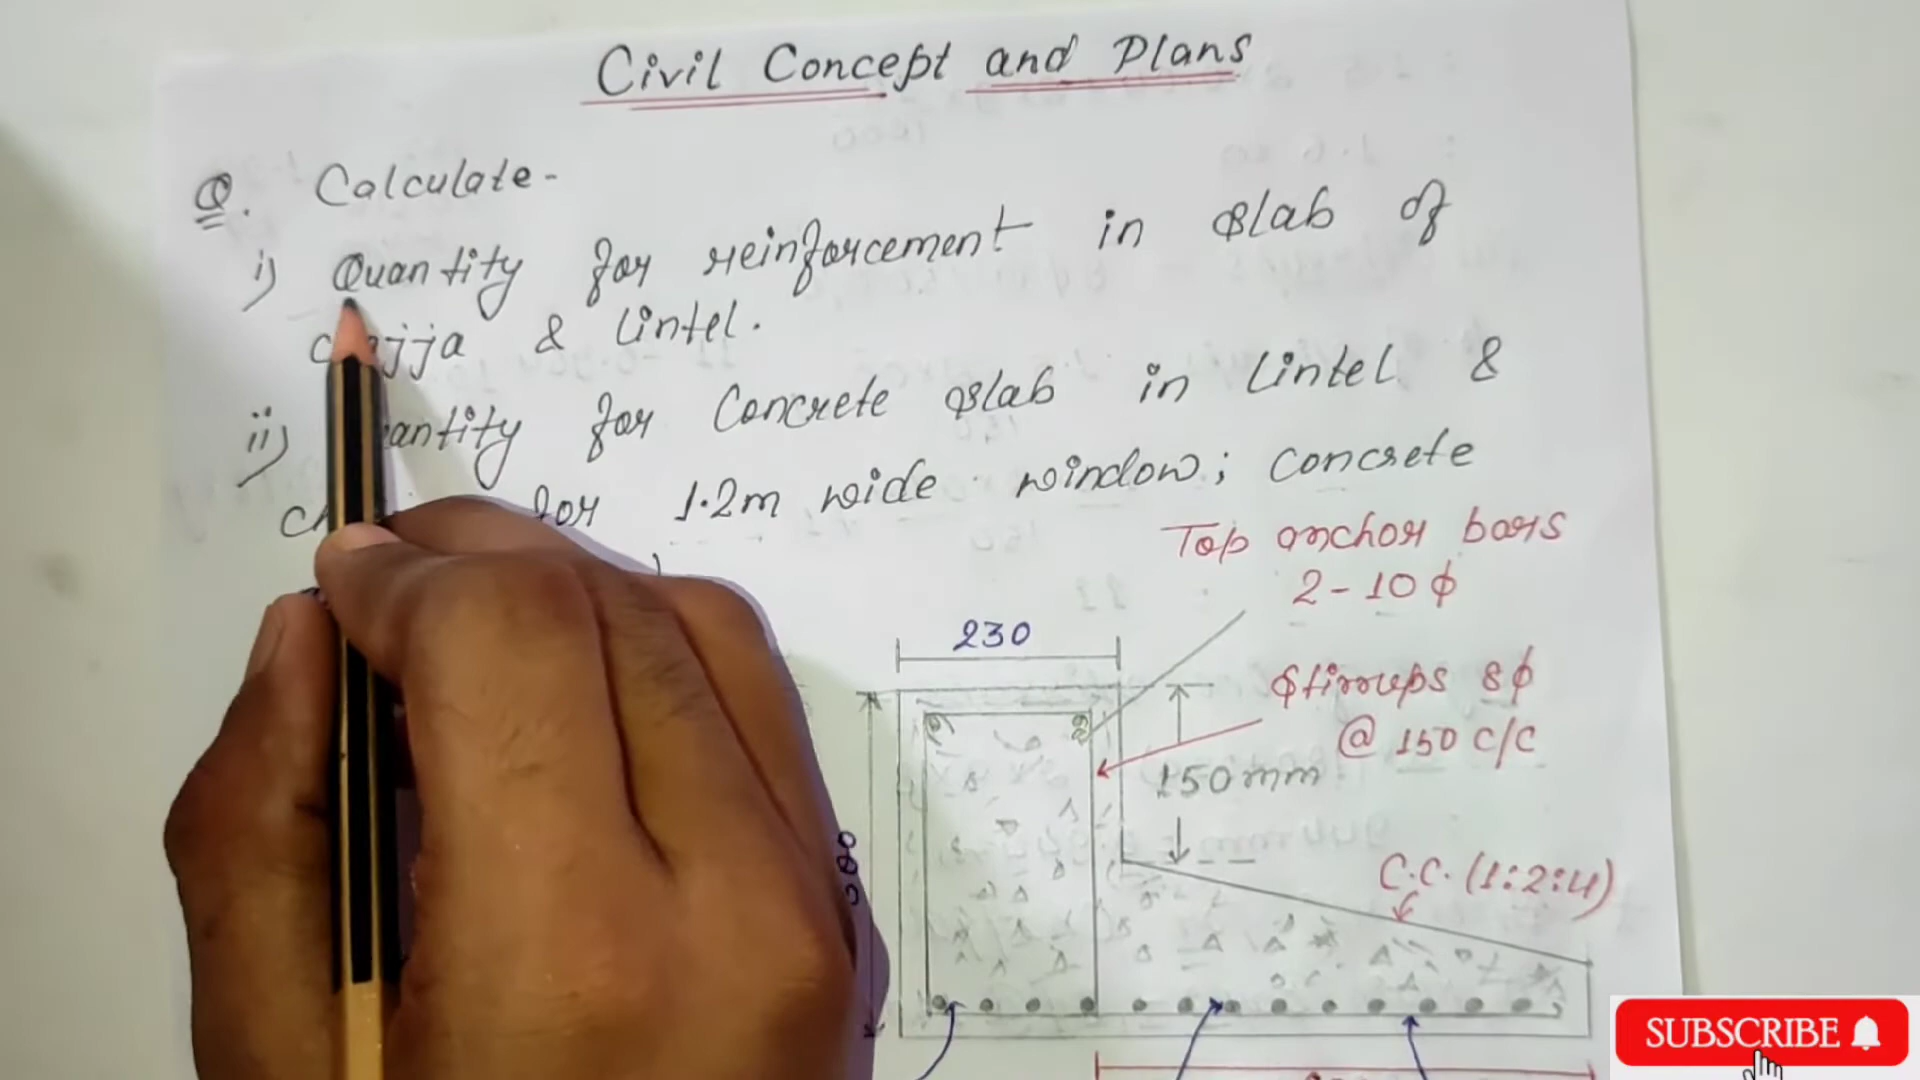 Civil Concept and Plans
Q. Calculate-
i) Quantity for reinforcement in slab of
& lintel.
ii) for Concrete slab in lintel &
for 1.2m wide window; concrete
Top anchor bars
2-10ϕ
230
Stirrups 8ϕ
@ 150 c/c
150mm
C.C. (1:2:4)
SUBSCRIBE